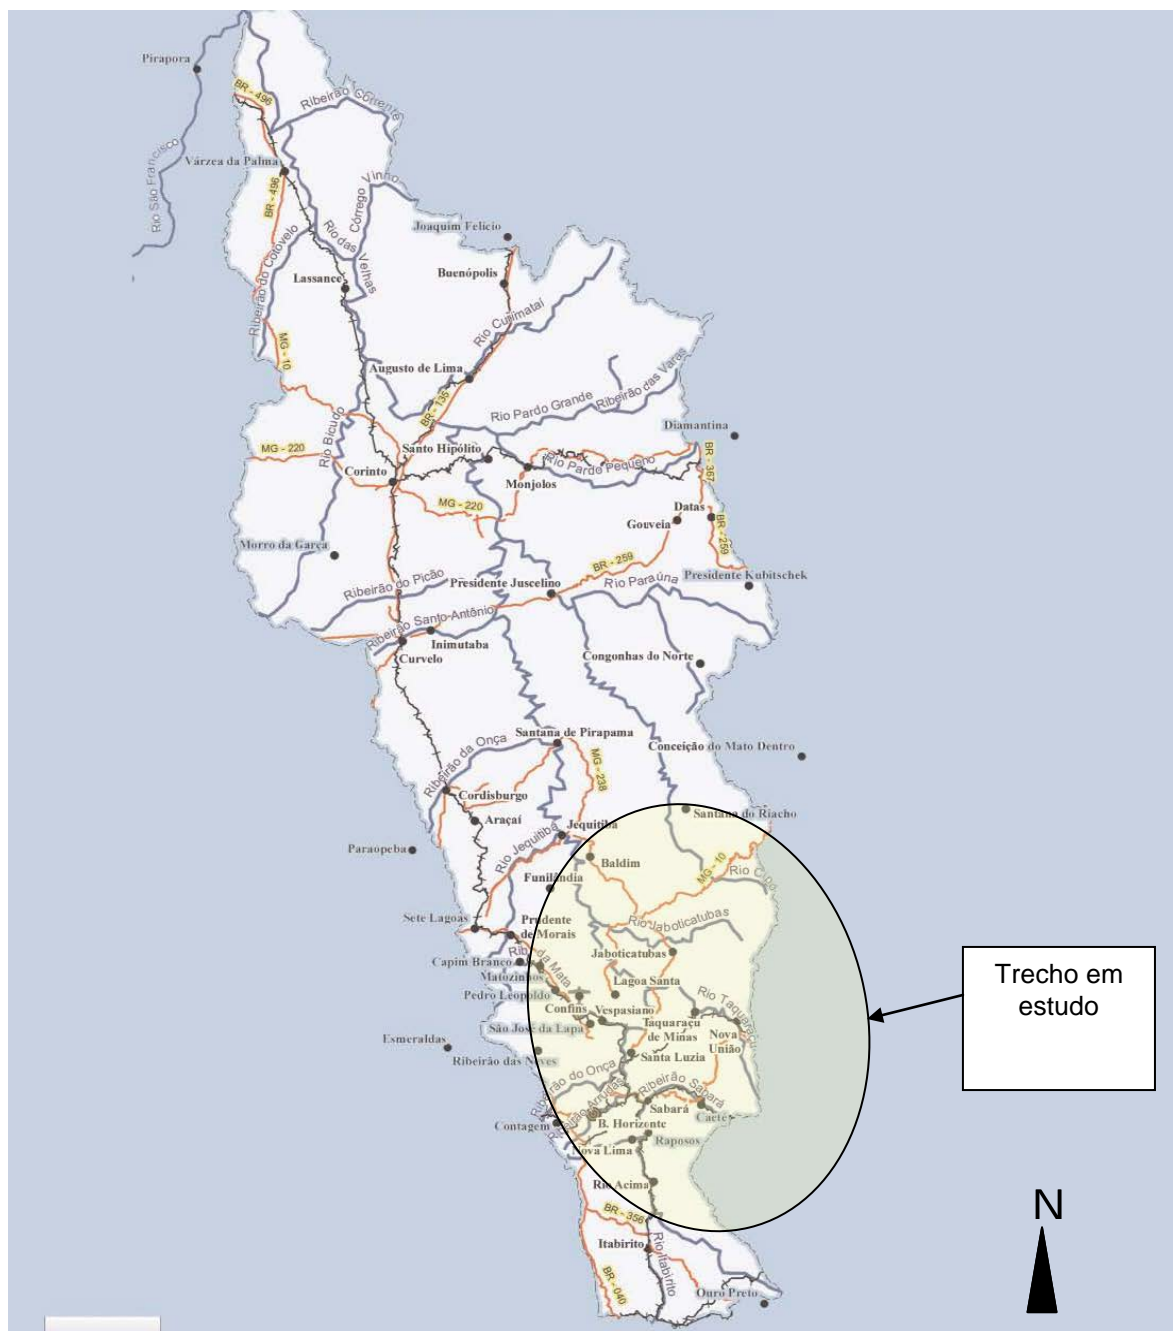 Pirapora
BR - 496
Ribeirão Corrente
Várzea da Palma
Rio São Francisco
BR - 496
Córrego Vinho
Rio das Velhas
Joaquim Felício
Ribeirão do Cotovelo
Lassance
Buenópolis
Rio Curimataí
MG - 10
Augusto de Lima
BR - 135
Rio Pardo Grande
Ribeirão das Varas
Diamantina
Rio Bicudo
MG - 220
Santo Hipólito
Rio Pardo Pequeno
BR - 367
Corinto
Monjolos
MG - 220
Datas
Gouveia
BR - 259
Morro da Garça
BR - 259
Ribeirão do Picão
Presidente Juscelino
Rio Paraúna
Presidente Kubitschek
Ribeirão Santo Antônio
Inimutaba
Curvelo
Congonhas do Norte
Santana de Pirapama
Conceição do Mato Dentro
Ribeirão da Onça
MG - 238
Cordisburgo
Santana do Riacho
Araçaí
Jequitiba
Rio Jequitibá
Paraopeba
Baldim
MG - 10
Rio Cipó
Funilândia
Sete Lagoas
Prudente
de Morais
Rio Jaboticatubas
Capim Branco
da Mata
Jaboticatubas
Matozinhos
Lagoa Santa
Pedro Leopoldo
Confins
Vespasiano
São José da Lapa
Taquaraçu
de Minas
Nova
União
Esmeraldas
Ribeirão das Neves
Santa Luzia
Ribeirão do Onça
Ribeirão Sabará
Sabará
Caeté
Contagem
B. Horizonte
Raposos
Nova Lima
Rio Acima
BR - 356
Itabirito
Rio Itabirito
BR - 040
Ouro Preto
Trecho em
estudo
N